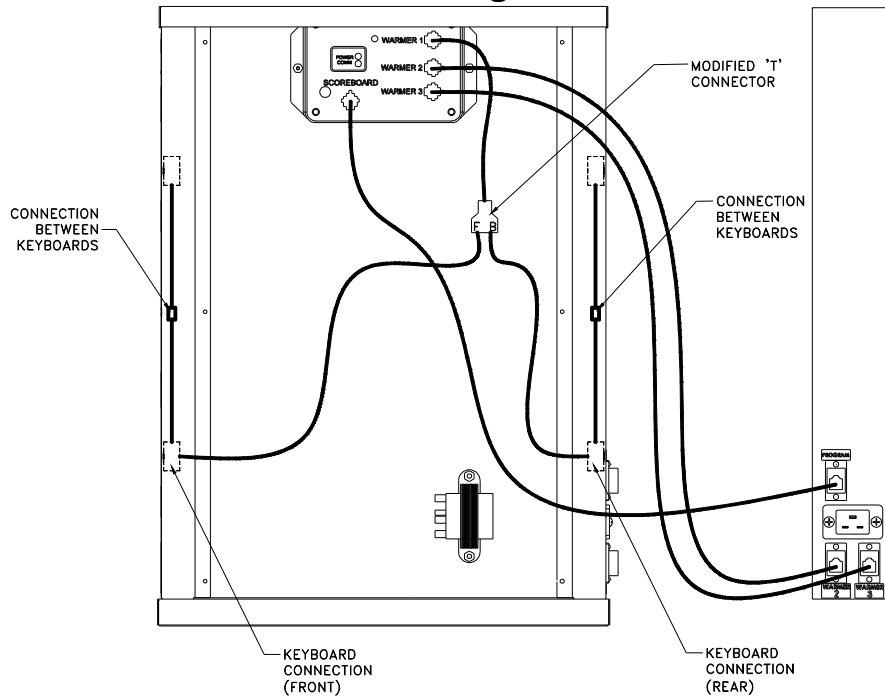 WARMER 1
POWER
COMM
WARMER 2
SCOREBOARD
WARMER 3
MODIFIED 'T'
CONNECTOR
CONNECTION
BETWEEN
KEYBOARDS
F B
CONNECTION
BETWEEN
KEYBOARDS
PROGRAM
WARMER
2
WARMER
3
KEYBOARD
CONNECTION
(FRONT)
KEYBOARD
CONNECTION
(REAR)